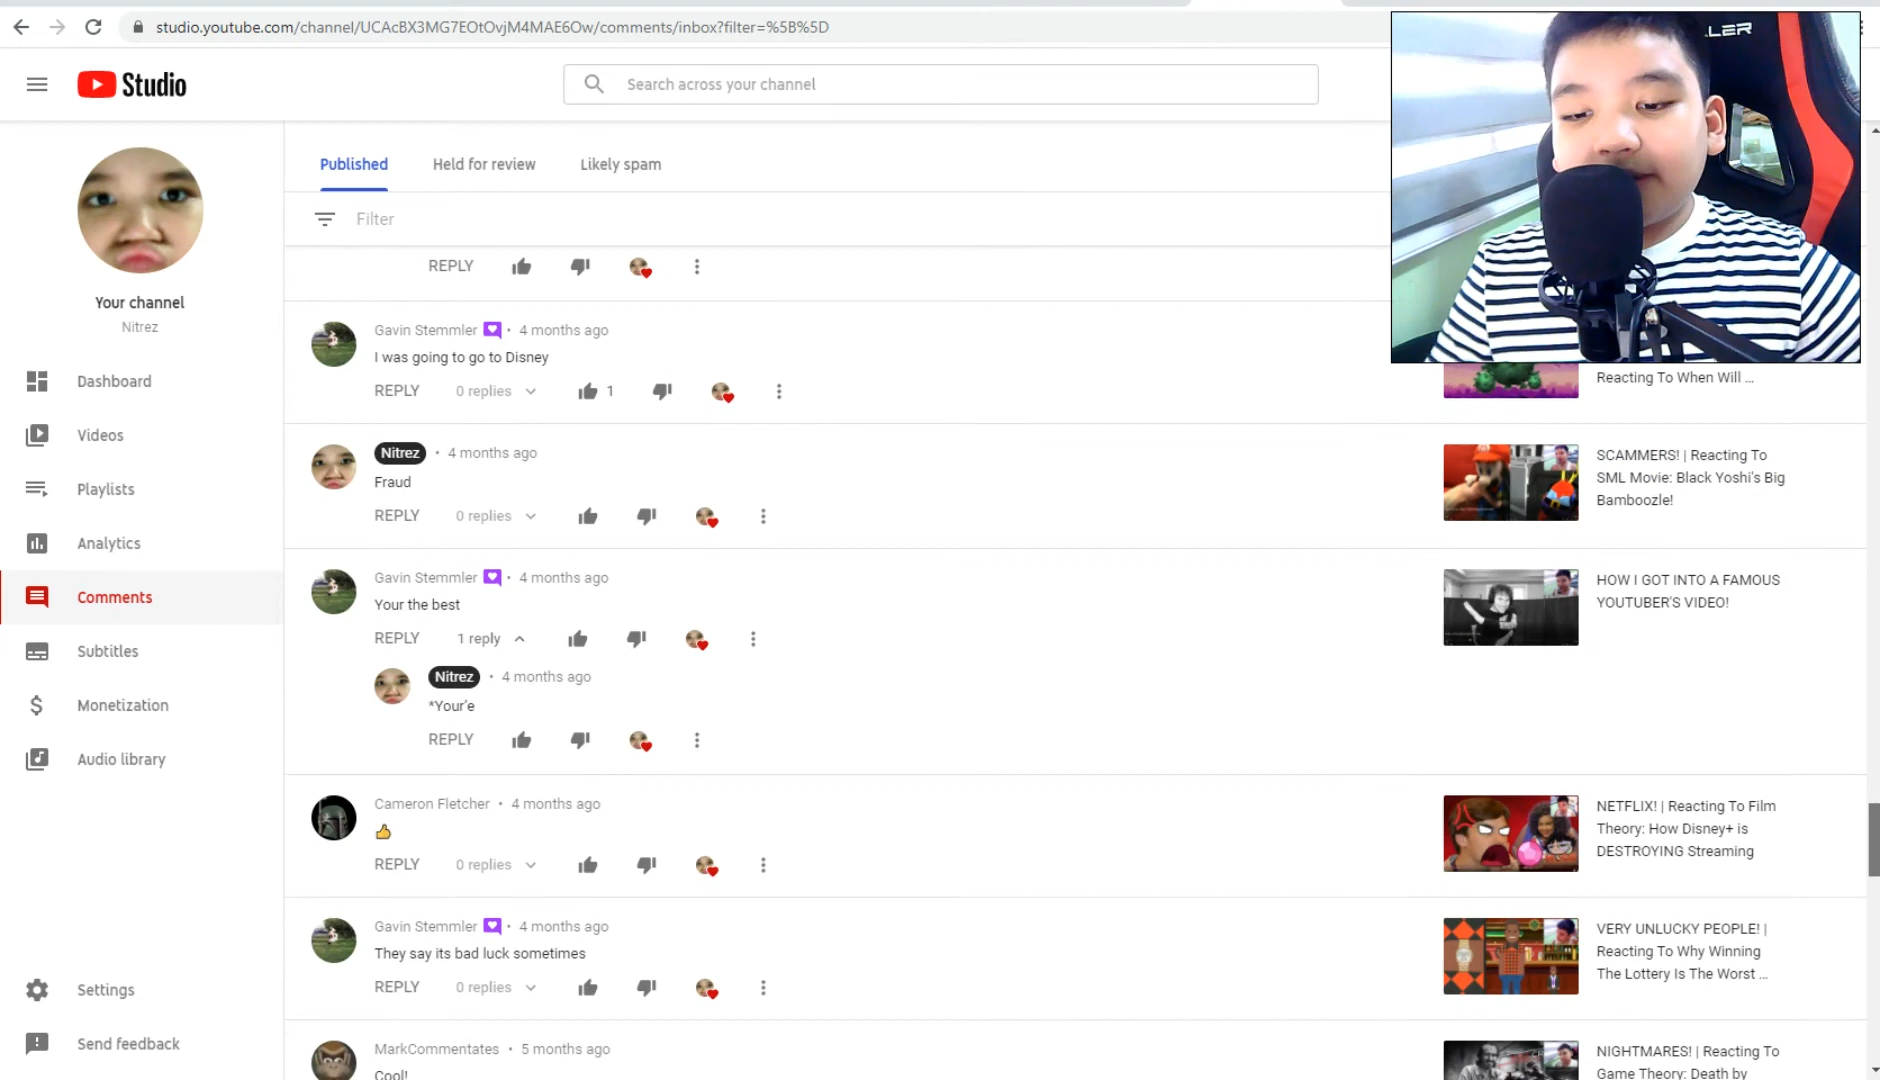 studio.youtube.com/channel/UCAcBX3MG7EOtOvjM4MAE6Ow/comments/inbox?filter=%5B%5D
Studio
Search across your channel
LLER
Your channel
Nitrez
Dashboard
Videos
Playlists
Analytics
Comments
Subtitles
Monetization
Audio library
Settings
Send feedback
Published
Held for review
Likely spam
Filter
REPLY
Gavin Stemmler • 4 months ago
I was going to go to Disney
REPLY 0 replies 1
Reacting To When Will ...
Nitrez • 4 months ago
Fraud
REPLY 0 replies
SCAMMERS! | Reacting To
SML Movie: Black Yoshi's Big
Bamboozle!
Gavin Stemmler • 4 months ago
Your the best
REPLY 1 reply
HOW I GOT INTO A FAMOUS
YOUTUBER'S VIDEO!
Nitrez • 4 months ago
*Your'e
REPLY
Cameron Fletcher • 4 months ago
👍
REPLY 0 replies
NETFLIX! | Reacting To Film
Theory: How Disney+ is
DESTROYING Streaming
Gavin Stemmler • 4 months ago
They say its bad luck sometimes
REPLY 0 replies
VERY UNLUCKY PEOPLE! |
Reacting To Why Winning
The Lottery Is The Worst ...
MarkCommentates • 5 months ago
Cool!
NIGHTMARES! | Reacting To
Game Theory: Death by